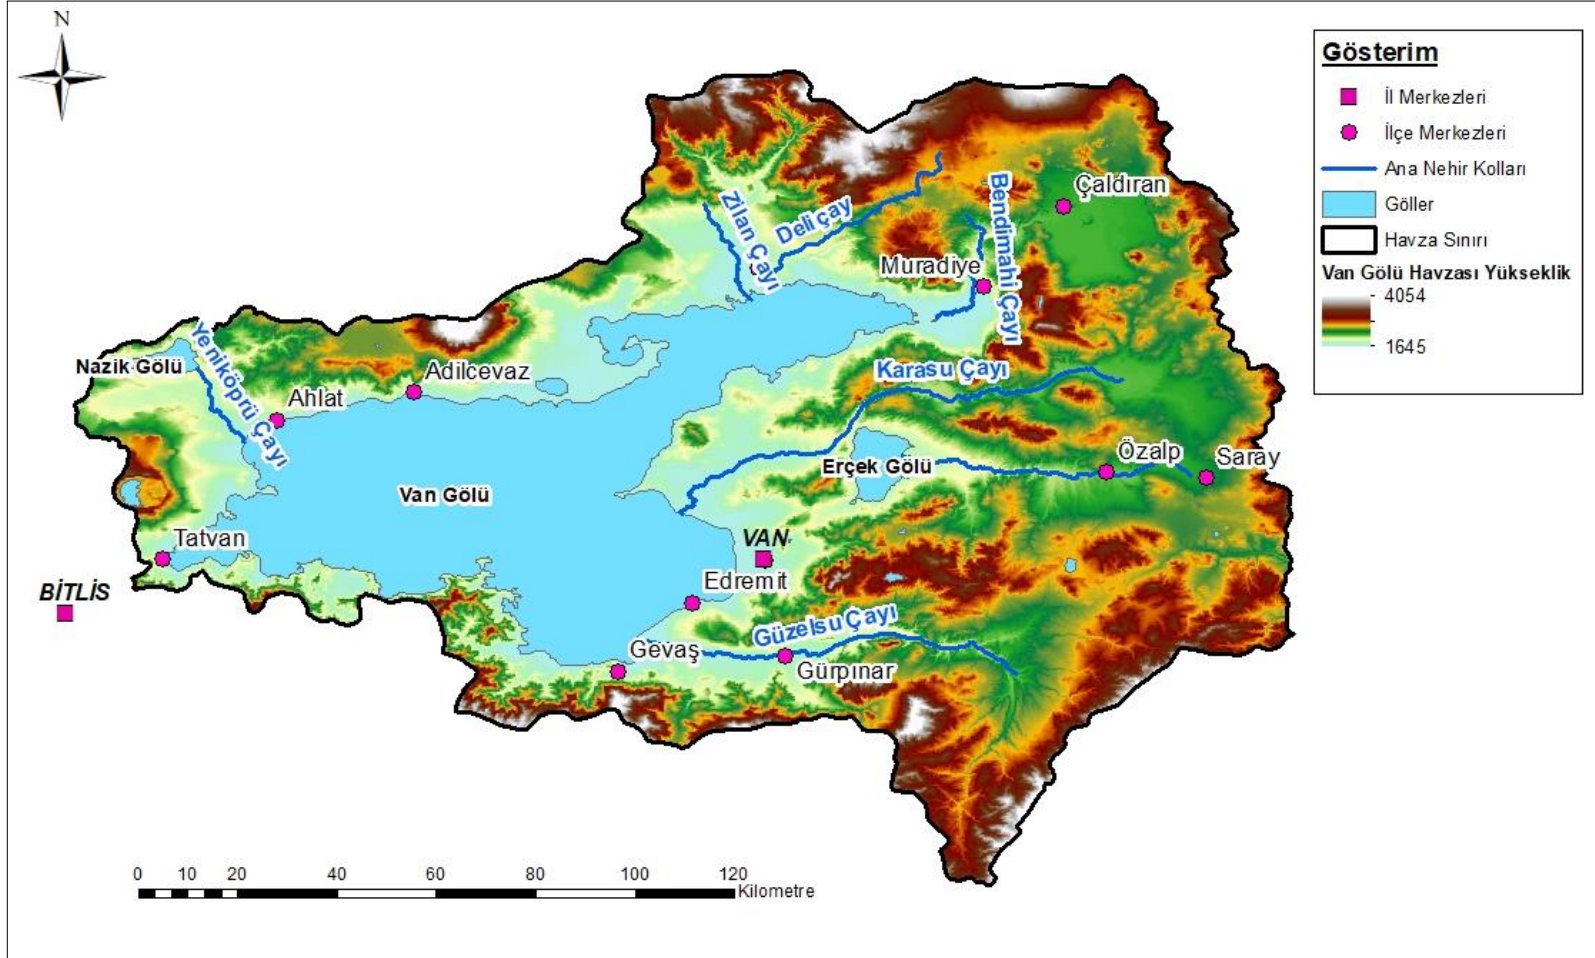 N
Gösterim
İl Merkezleri
İlçe Merkezleri
Ana Nehir Kolları
Göller
Havza Sınırı
Van Gölü Havzası Yükseklik
4054
1645
Çaldıran
Bendimahi Çayı
Zilan Çayı
Deli çay
Muradiye
Yeniköprü Çayı
Nazik Gölü
Adilcevaz
Karasu Çayı
Ahlat
Özalp
Saray
Erçek Gölü
Van Gölü
Tatvan
VAN
BİTLİS
Edremit
Güzelsu Çayı
Gevaş
Gürpınar
0 10 20 40 60 80 100 120
Kilometre